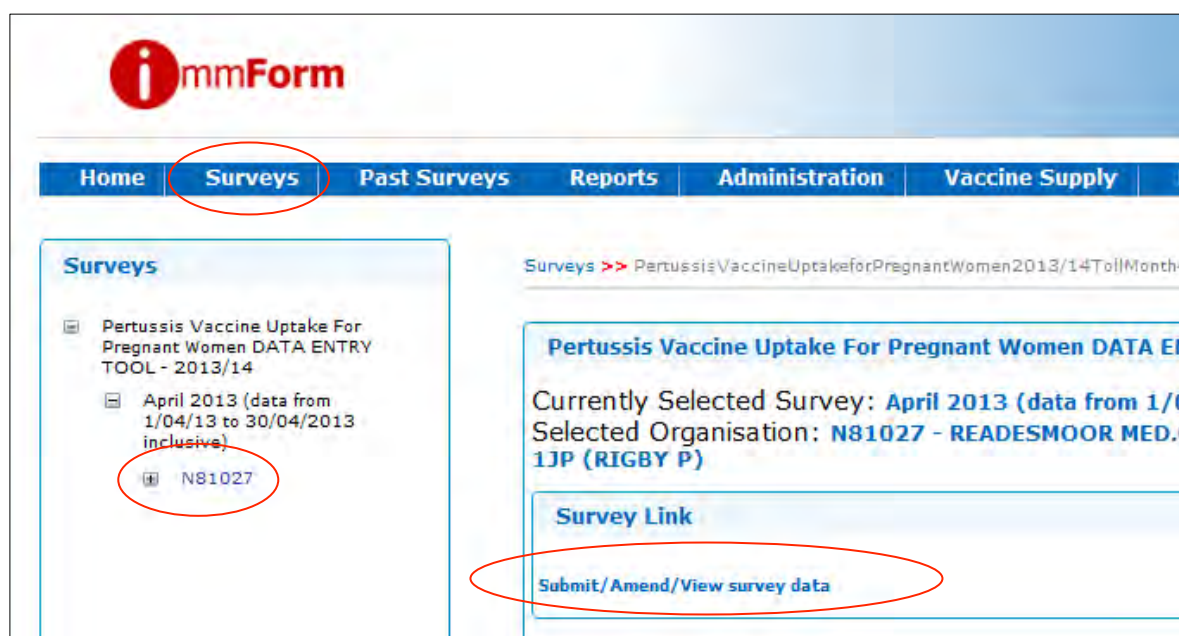 immForm
Home Surveys Past Surveys Reports Administration Vaccine Supply
Surveys
Pertussis Vaccine Uptake For
Pregnant Women DATA ENTRY
TOOL - 2013/14
April 2013 (data from
1/04/13 to 30/04/2013
inclusive)
N81027
Surveys >> PertussisVaccineUptakeforPregnantWomen2013/14TollMonth
Pertussis Vaccine Uptake For Pregnant Women DATA
Currently Selected Survey: April 2013 (data from
Selected Organisation: N81027 - READESMOOR MED.
1JP (RIGBY P)
Survey Link
Submit/Amend/View survey data